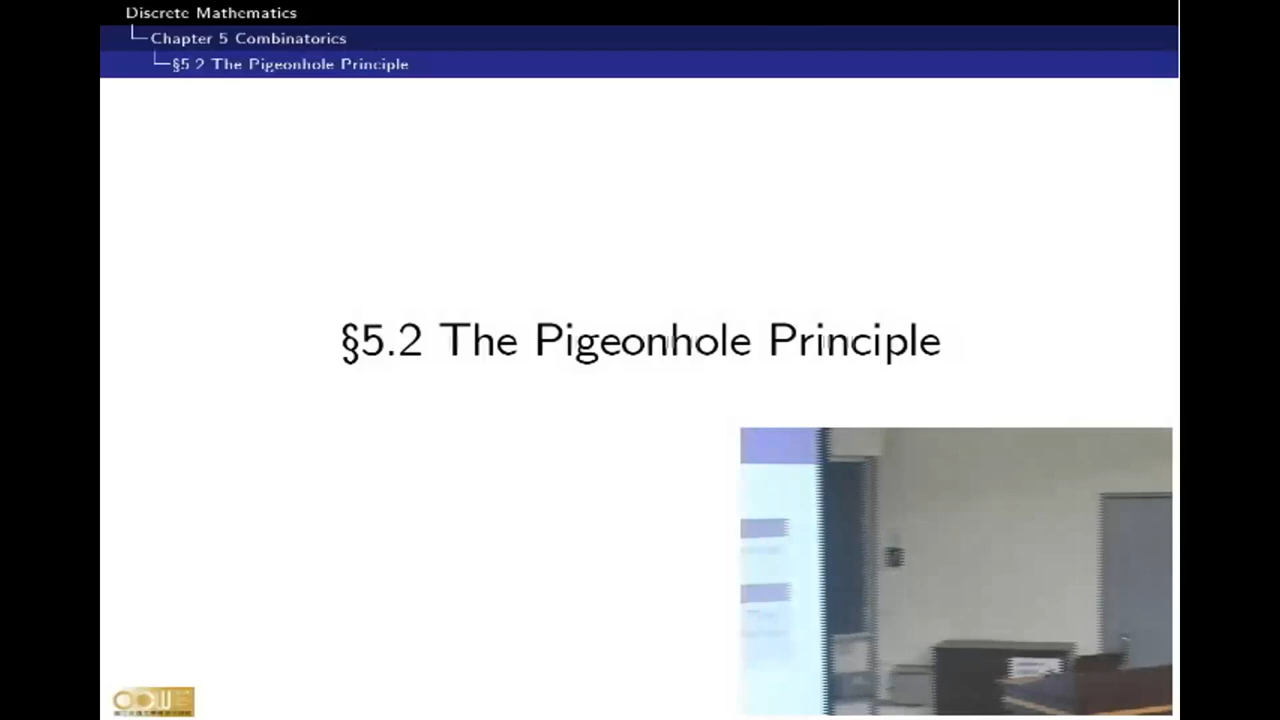 Discrete Mathematics
Chapter 5 Combinatorics
§5.2 The Pigeonhole Principle
§5.2 The Pigeonhole Principle